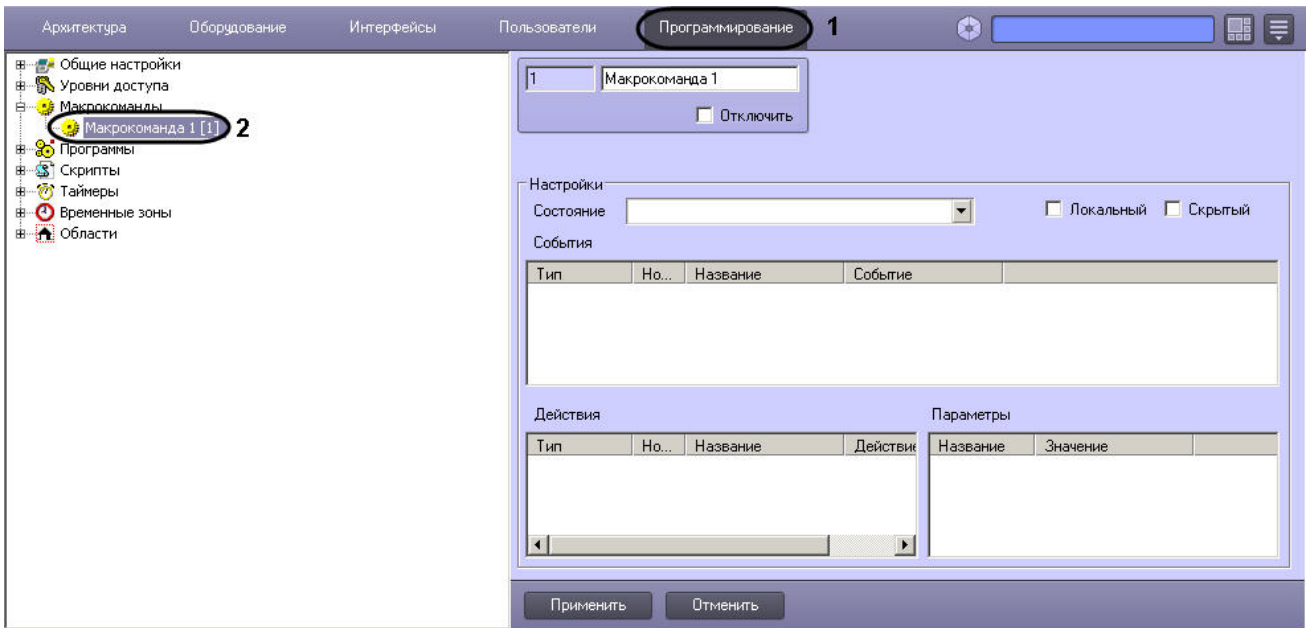 Архитектура Оборудование Интерфейсы Пользователи Программирование 1
Общие настройки
Уровни доступа
Макрокоманды
Макрокоманда 1 [1] 2
Программы
Скрипты
Таймеры
Временные зоны
Области
1 Макрокоманда 1
Отключить
Настройки
Состояние Локальный Скрытый
События
Тип Но... Название Событие
Действия Параметры
Тип Но... Название Действие Название Значение
Применить Отменить